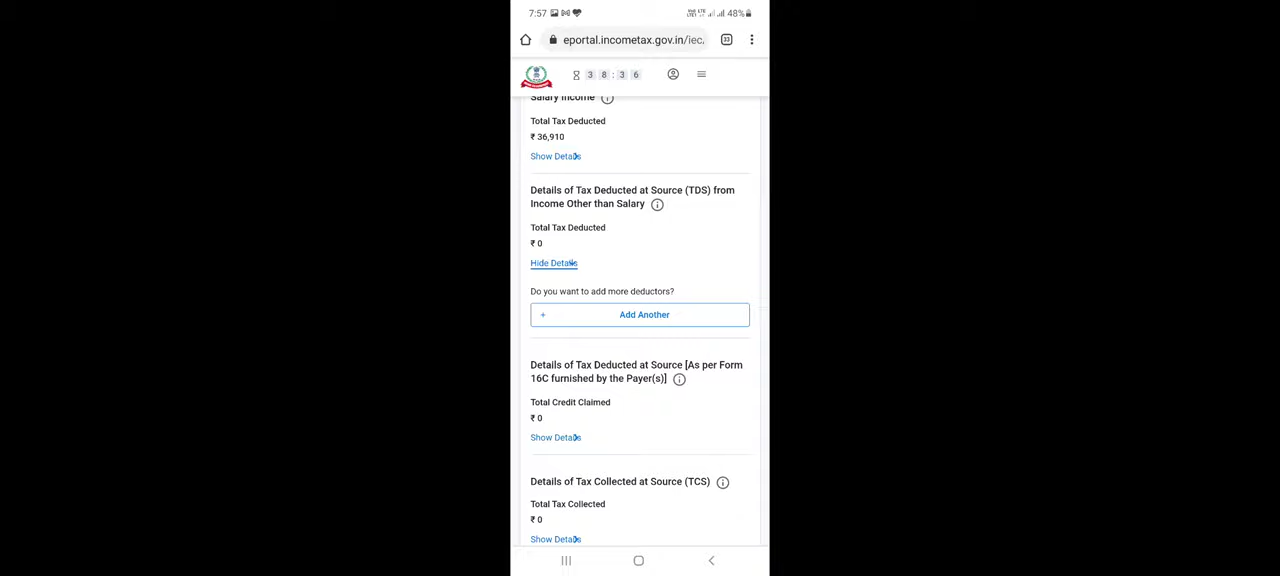 7:57
48%
eportal.incometax.gov.in/iec,
33
3 8 : 3 6
Salary Income
Total Tax Deducted
₹ 36,910
Show Details
Details of Tax Deducted at Source (TDS) from
Income Other than Salary
Total Tax Deducted
₹ 0
Hide Details
Do you want to add more deductors?
+ Add Another
Details of Tax Deducted at Source [As per Form
16C furnished by the Payer(s)]
Total Credit Claimed
₹ 0
Show Details
Details of Tax Collected at Source (TCS)
Total Tax Collected
₹ 0
Show Details